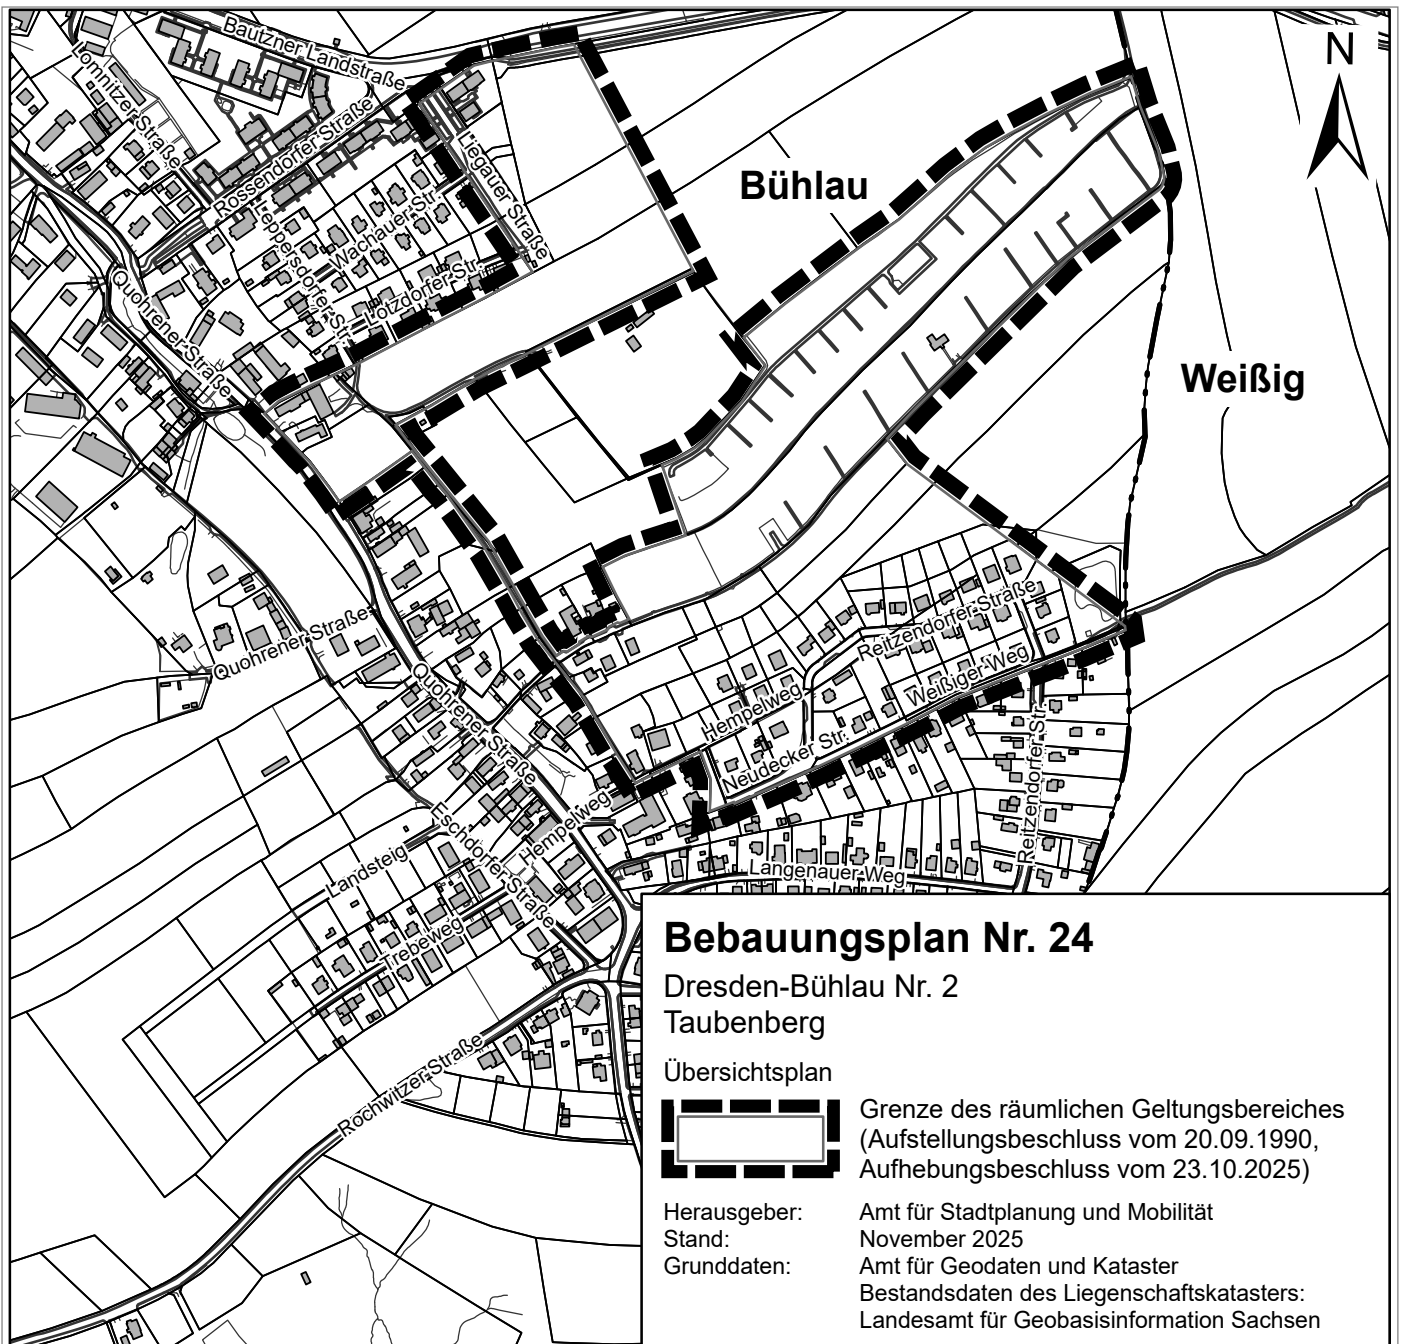 Bautzner Landstraße
Lomnitzer Straße
N
Rossendorfer Straße
Liegauer Straße
Bühlau
Wachauer Str.
Leppersdorfer Str.
Lotzdorfer Str.
Quohrener Straße
Weißig
Quohrener Straße
Reitzendorfer Straße
Quohrener Straße
Weißiger Weg
Hempelweg
Neudecker Str.
Reitzendorfer Str.
Hempelweg
Eschdorfer Straße
Landsteig
Langenauer Weg
Trebeweg
Rochwitzer Straße
Bebauungsplan Nr. 24
Dresden-Bühlau Nr. 2
Taubenberg
Übersichtsplan
Grenze des räumlichen Geltungsbereiches
(Aufstellungsbeschluss vom 20.09.1990,
Aufhebungsbeschluss vom 23.10.2025)
Herausgeber: Amt für Stadtplanung und Mobilität
Stand: November 2025
Grunddaten: Amt für Geodaten und Kataster
Bestandsdaten des Liegenschaftskatasters:
Landesamt für Geobasisinformation Sachsen